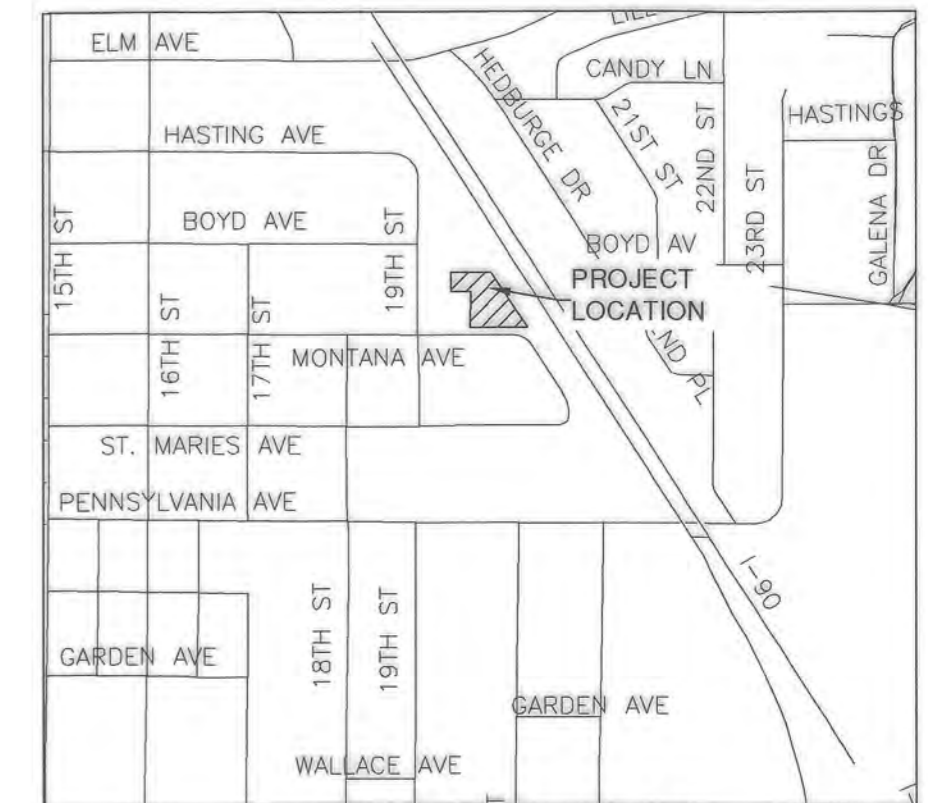 ELM AVE
CANDY LN
HEDBURGE DR
21ST ST
22ND ST
HASTINGS
HASTING AVE
23RD ST
GALENA DR
15TH ST
BOYD AVE
19TH ST
BOYD AV
PROJECT
LOCATION
16TH ST
17TH ST
MONTANA AVE
PL
ST. MARIES AVE
PENNSYLVANIA AVE
I-90
18TH ST
19TH ST
GARDEN AVE
GARDEN AVE
WALLACE AVE